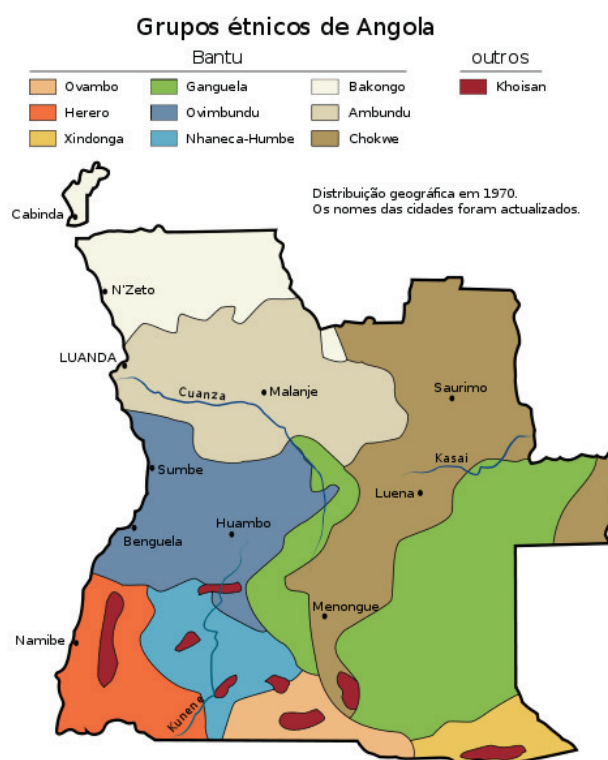 Grupos étnicos de Angola
Bantu
outros
Ovambo
Ganguela
Bakongo
Khoisan
Herero
Ovimbundu
Ambundu
Xindonga
Nhaneca-Humbe
Chokwe
Distribuição geográfica em 1970.
Os nomes das cidades foram actualizados.
Cabinda
N'Zeto
LUANDA
Cuanza
Malanje
Saurimo
Kasai
Sumbe
Luena
Huambo
Benguela
Menongue
Namibe
Kunene